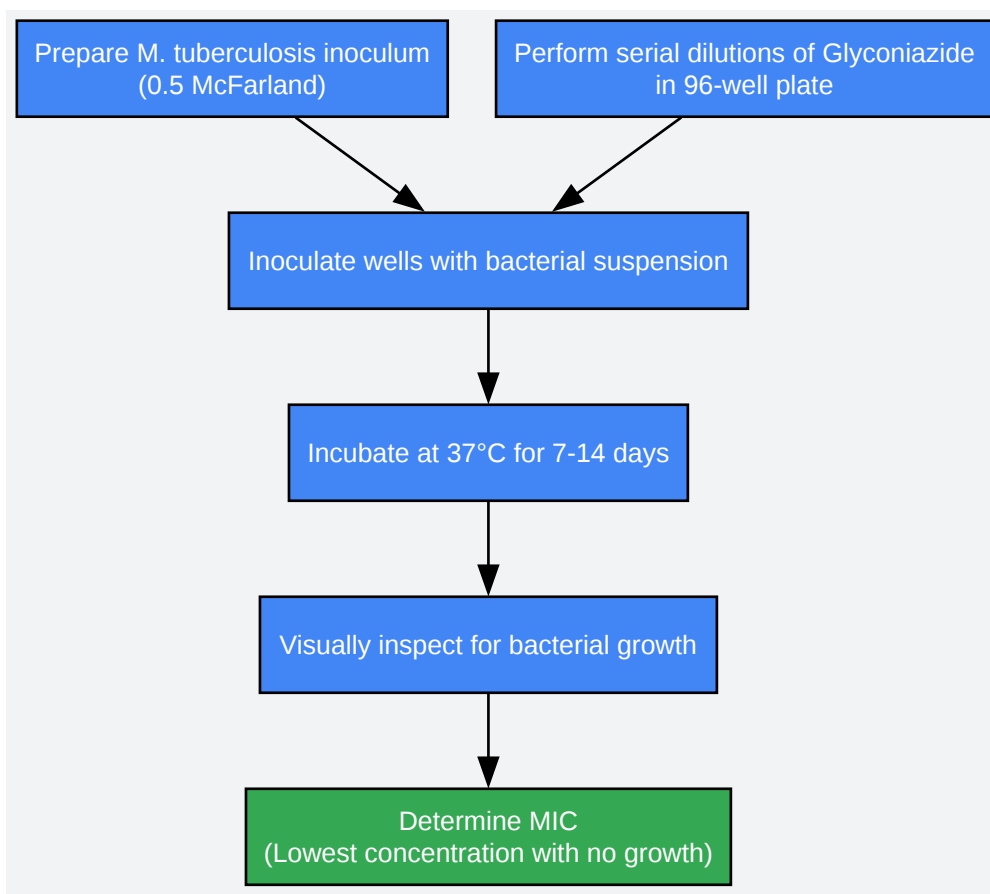 Prepare M. tuberculosis inoculum
(0.5 McFarland)
Perform serial dilutions of Glyconiazide
in 96-well plate
Inoculate wells with bacterial suspension
Incubate at 37°C for 7-14 days
Visually inspect for bacterial growth
Determine MIC
(Lowest concentration with no growth)